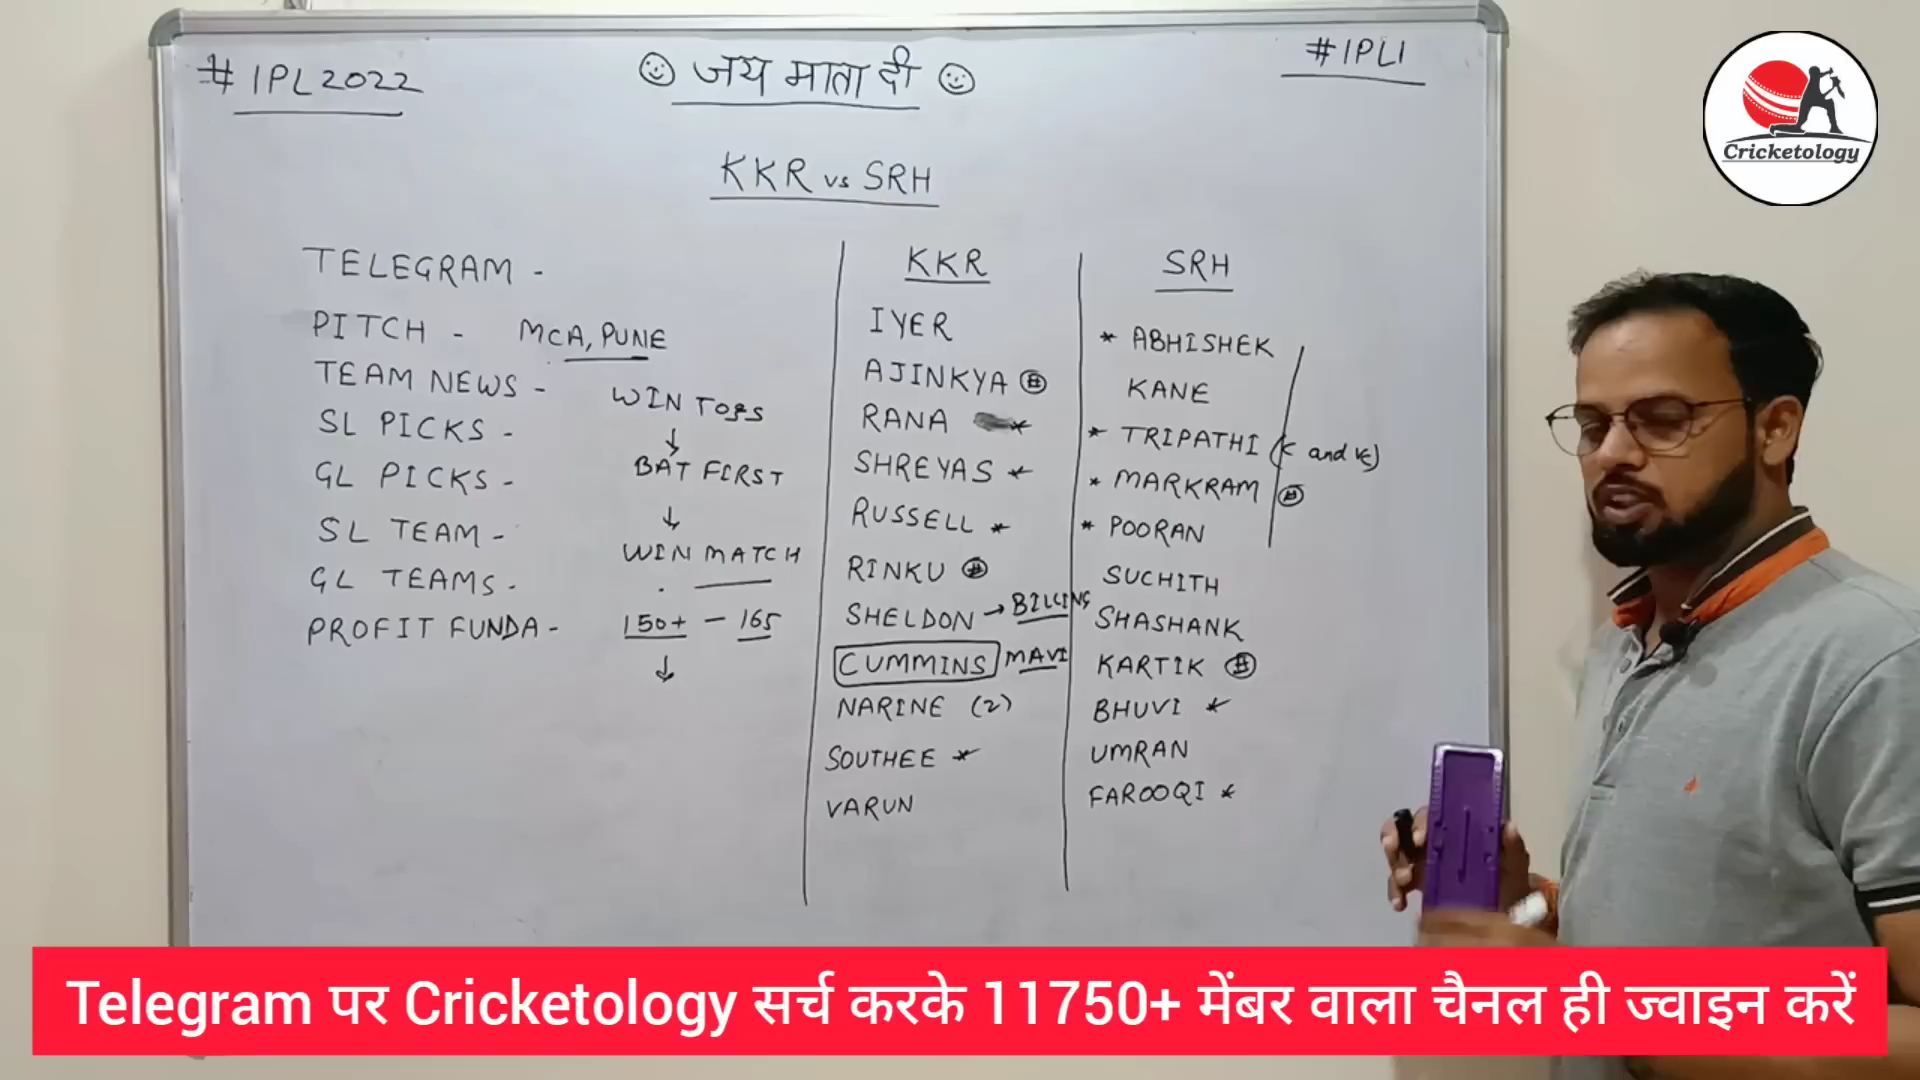 # IPL2022
☺ जय माता दी ☺
#IPL1
Cricketology
KKR vs SRH
TELEGRAM -
PITCH - MCA, PUNE
TEAM NEWS -
SL PICKS -
GL PICKS -
SL TEAM -
GL TEAMS -
PROFIT FUNDA -
WIN TOSS
↓
BAT FIRST
↓
WIN MATCH
150+ - 165
↓
KKR
IYER
AJINKYA #
RANA *
SHREYAS *
RUSSELL *
RINKU #
SHELDON → BILLINGS
CUMMINS MAVI
NARINE (2)
SOUTHEE *
VARUN
SRH
* ABHISHEK
KANE
* TRIPATHI (C and VC)
* MARKRAM #
* POORAN
SUCHITH
SHASHANK
KARTIK #
BHUVI *
UMRAN
FAROOQI *
Telegram पर Cricketology सर्च करके 11750+ मेंबर वाला चैनल ही ज्वाइन करें